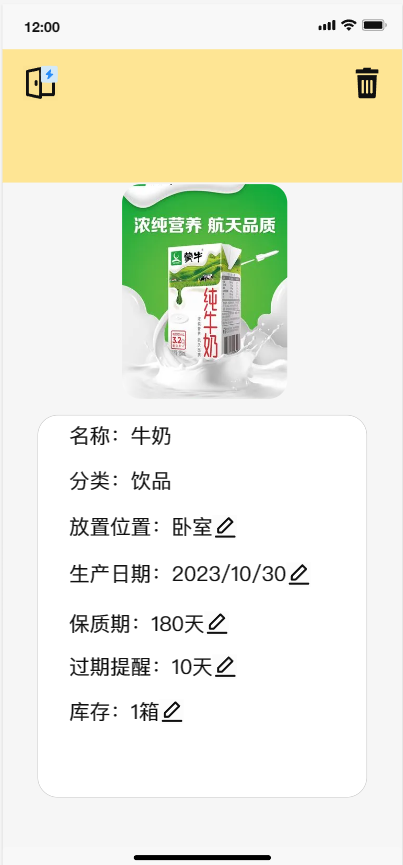 12:00
浓纯营养 航天品质
蒙牛
纯牛奶
3.2
名称：牛奶
分类：饮品
放置位置：卧室
生产日期：2023/10/30
保质期：180天
过期提醒：10天
库存：1箱